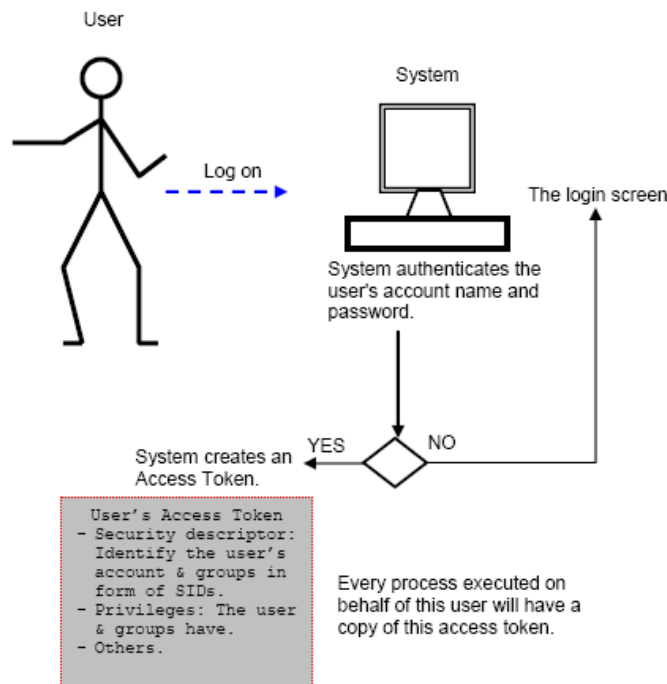 User
System
Log on
The login screen
System authenticates the
user's account name and
password.
YES
NO
System creates an
Access Token.
User's Access Token
- Security descriptor:
Identify the user's
account & groups in
form of SIDs.
- Privileges: The user
& groups have.
- Others.
Every process executed on
behalf of this user will have a
copy of this access token.